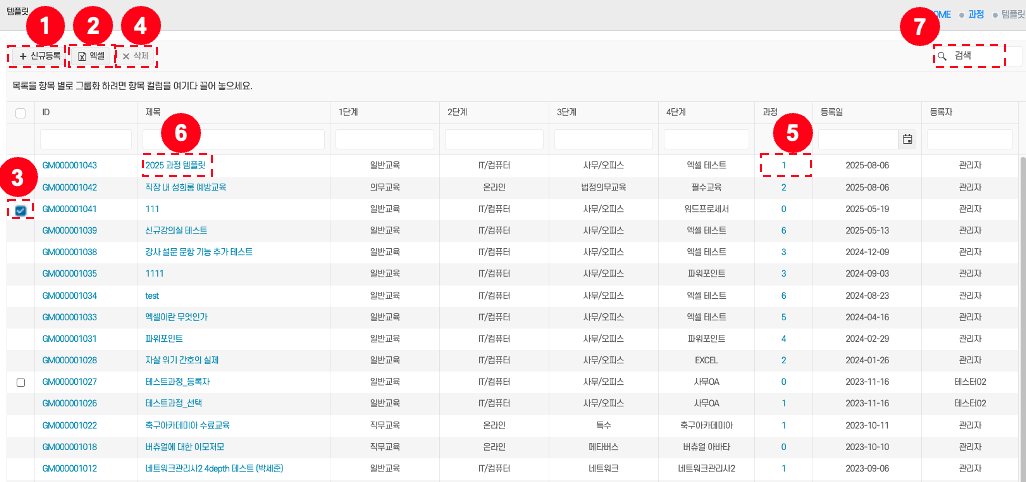 템플릿
OME 과정 템플릿
1 2 4 7
신규등록 엑셀 삭제 검색
목록을 항목 별로 그룹화 하려면 항목 컬럼을 여기다 끌어 놓으세요.
ID 제목 1단계 2단계 3단계 4단계 과정 등록일 등록자
6 5
GM000001043 2025 과정 템플릿 일반교육 IT/컴퓨터 사무/오피스 엑셀 테스트 1 2025-08-06 관리자
3
GM000001042 직장 내 성희롱 예방교육 의무교육 온라인 법정의무교육 필수교육 2 2025-08-06 관리자
GM000001041 111 일반교육 IT/컴퓨터 사무/오피스 워드프로세서 0 2025-05-19 관리자
GM000001039 신규강의실 테스트 일반교육 IT/컴퓨터 사무/오피스 엑셀 테스트 6 2025-05-13 관리자
GM000001038 강사 설문 문항 기능 추가 테스트 일반교육 IT/컴퓨터 사무/오피스 엑셀 테스트 3 2024-12-09 관리자
GM000001035 1111 일반교육 IT/컴퓨터 사무/오피스 파워포인트 3 2024-09-03 관리자
GM000001034 test 일반교육 IT/컴퓨터 사무/오피스 엑셀 테스트 6 2024-08-23 관리자
GM000001033 엑셀이란 무엇인가 일반교육 IT/컴퓨터 사무/오피스 엑셀 테스트 5 2024-04-16 관리자
GM000001031 파워포인트 일반교육 IT/컴퓨터 사무/오피스 파워포인트 4 2024-02-29 관리자
GM000001028 자살 위기 간호의 실제 일반교육 IT/컴퓨터 사무/오피스 EXCEL 2 2024-01-26 관리자
GM000001027 테스트과정_등록자 일반교육 IT/컴퓨터 사무/오피스 사무OA 0 2023-11-16 테스터02
GM000001026 테스트과정_선택 일반교육 IT/컴퓨터 사무/오피스 사무OA 1 2023-11-16 테스터02
GM000001022 축구아카데미아 수료교육 직무교육 온라인 특수 축구아카데미아 1 2023-10-11 관리자
GM000001018 버츄얼에 대한 이모저모 직무교육 온라인 메타버스 버츄얼 아바타 0 2023-10-10 관리자
GM000001012 네트워크관리사2 4depth 테스트 (박세준) 일반교육 IT/컴퓨터 네트워크 네트워크관리사2 1 2023-09-06 관리자